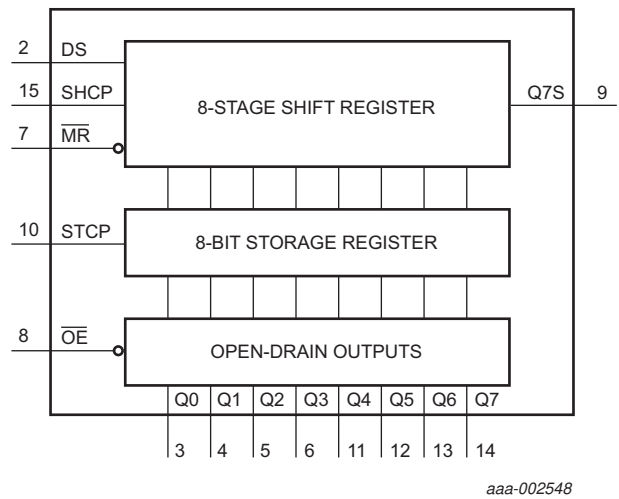 2 DS
15 SHCP
7 MR
8-STAGE SHIFT REGISTER
Q7S 9
10 STCP
8-BIT STORAGE REGISTER
8 OE
OPEN-DRAIN OUTPUTS
Q0 Q1 Q2 Q3 Q4 Q5 Q6 Q7
3 4 5 6 11 12 13 14
aaa-002548